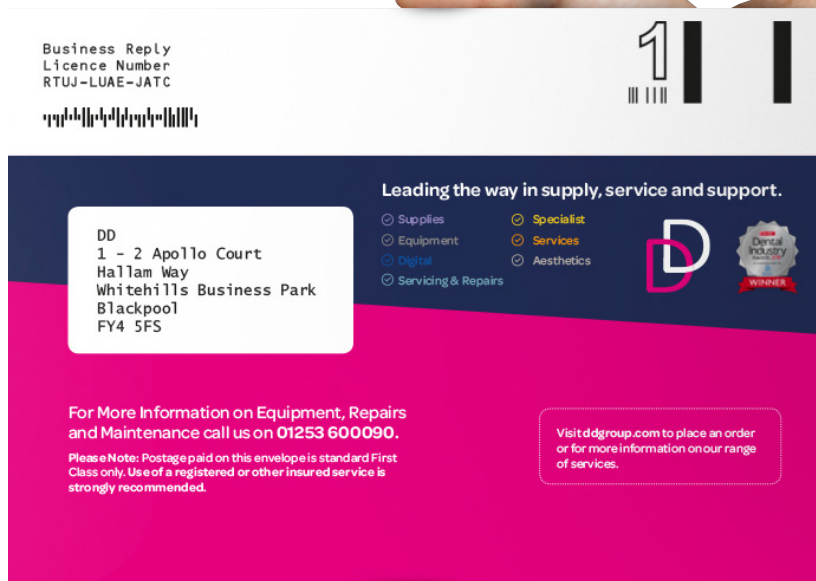 Business Reply
Licence Number
RTUJ-LUAE-JATC
1
Leading the way in supply, service and support.
Supplies
Equipment
Digital
Servicing & Repairs
Specialist
Services
Aesthetics
DD
Dental
Industry
WINNER
DD
1 - 2 Apollo Court
Hallam Way
Whitehills Business Park
Blackpool
FY4 5FS
For More Information on Equipment, Repairs
and Maintenance call us on 01253 600090.
Please Note: Postage paid on this envelope is standard First
Class only. Use of a registered or other insured service is
strongly recommended.
Visit ddgroup.com to place an order
or for more information on our range
of services.